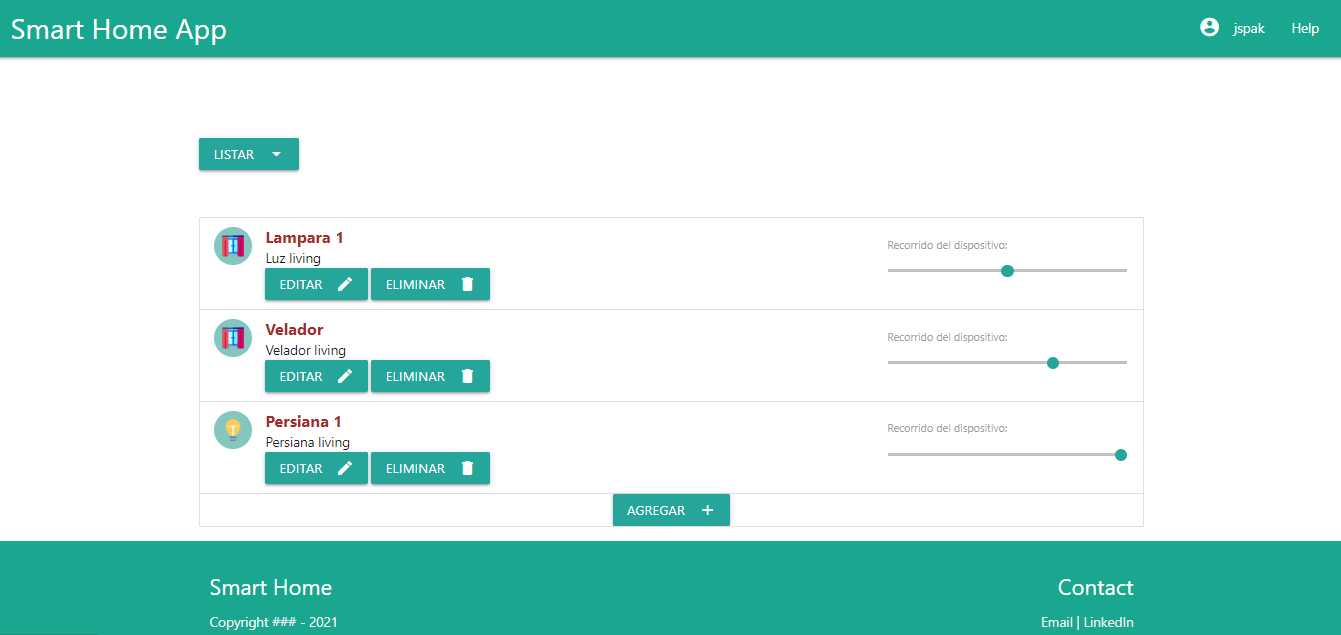 Smart Home App
jspak
Help
LISTAR
Lampara 1
Luz living
EDITAR
ELIMINAR
Recorrido del dispositivo:
Velador
Velador living
EDITAR
ELIMINAR
Recorrido del dispositivo:
Persiana 1
Persiana living
EDITAR
ELIMINAR
Recorrido del dispositivo:
AGREGAR
Smart Home
Copyright ### - 2021
Contact
Email | LinkedIn